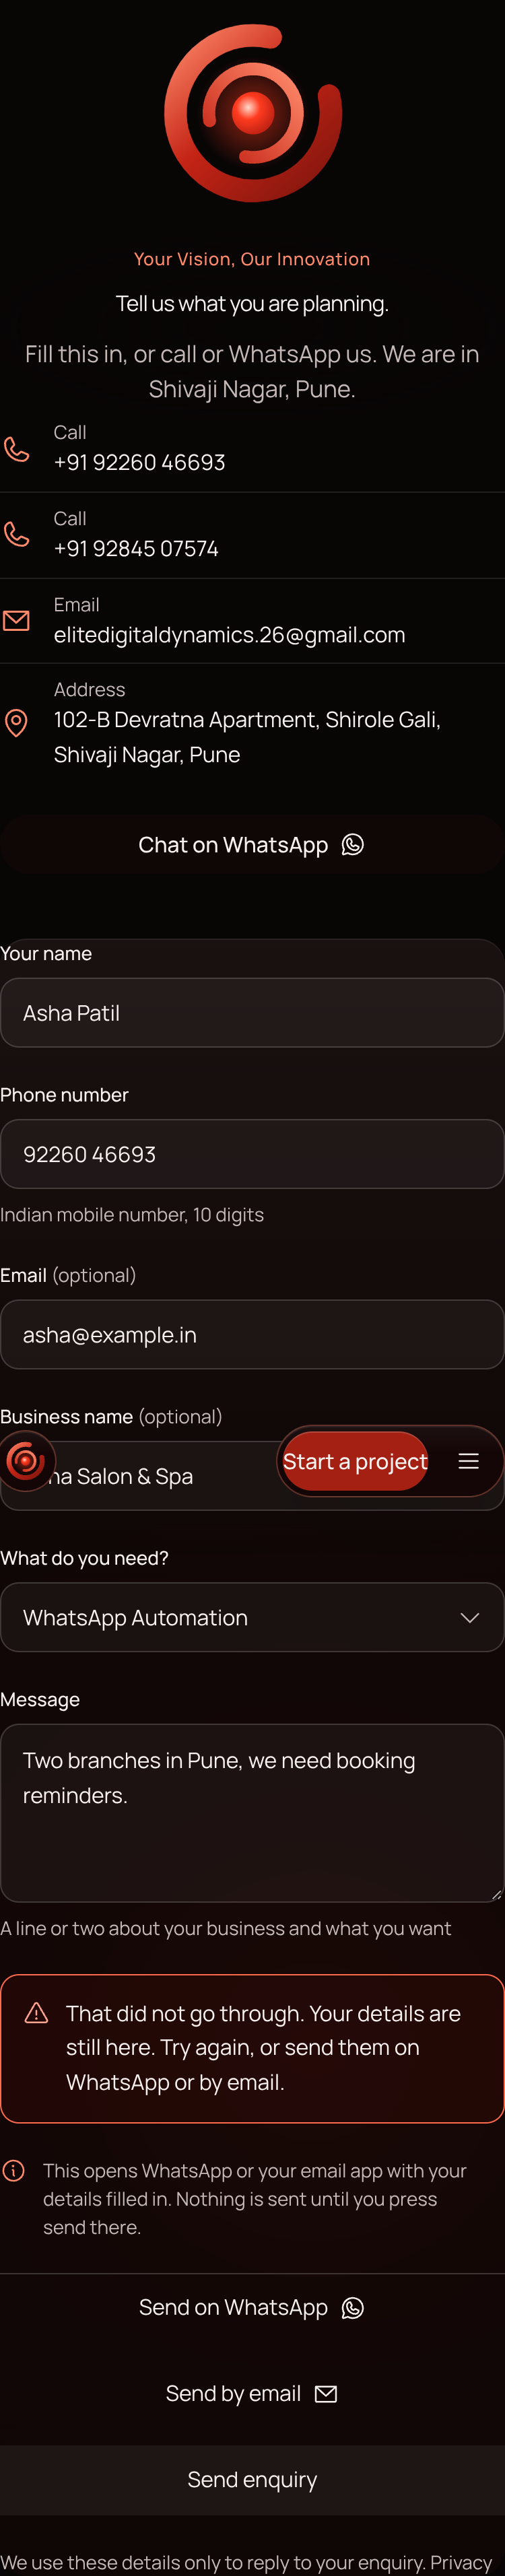 Your Vision, Our Innovation
Tell us what you are planning.
Fill this in, or call or WhatsApp us. We are in
Shivaji Nagar, Pune.
Call
+91 92260 46693
Call
+91 92845 07574
Email
elitedigitaldynamics.26@gmail.com
Address
102-B Devratna Apartment, Shirole Gali,
Shivaji Nagar, Pune
Chat on WhatsApp
Your name
Asha Patil
Phone number
92260 46693
Indian mobile number, 10 digits
Email (optional)
asha@example.in
Business name (optional)
Start a project
na Salon & Spa
What do you need?
WhatsApp Automation
Message
Two branches in Pune, we need booking
reminders.
A line or two about your business and what you want
That did not go through. Your details are
still here. Try again, or send them on
WhatsApp or by email.
This opens WhatsApp or your email app with your
details filled in. Nothing is sent until you press
send there.
Send on WhatsApp
Send by email
Send enquiry
We use these details only to reply to your enquiry. Privacy